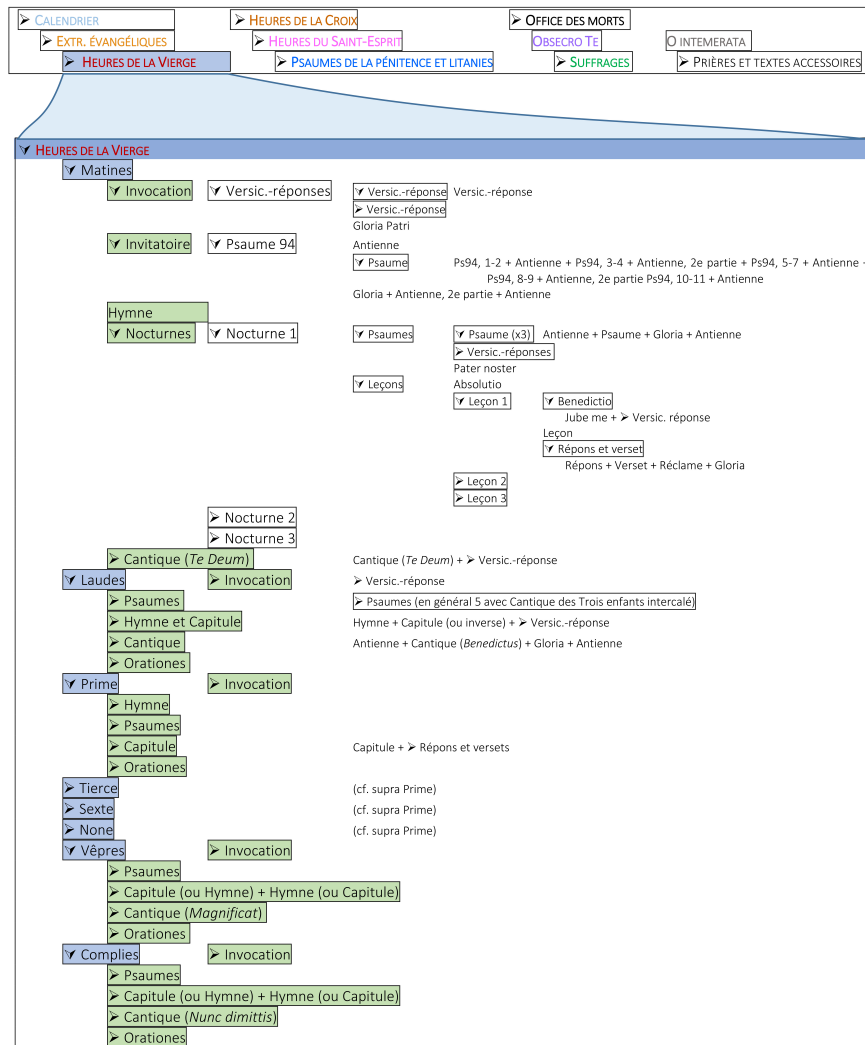 ➢ CALENDRIER ➢ HEURES DE LA CROIX ➢ OFFICE DES MORTS
➢ EXTR. ÉVANGÉLIQUES ➢ HEURES DU SAINT-ESPRIT OBSECRO TE O INTEMERATA
➢ HEURES DE LA VIERGE ➢ PSAUMES DE LA PÉNITENCE ET LITANIES ➢ SUFFRAGES ➢ PRIÈRES ET TEXTES ACCESSOIRES
⮛ HEURES DE LA VIERGE
⮛ Matines
⮛ Invocation ⮛ Versic.-réponses ⮛ Versic.-réponse Versic.-réponse
➢ Versic.-réponse
Gloria Patri
⮛ Invitatoire ⮛ Psaume 94 Antienne
⮛ Psaume Ps94, 1-2 + Antienne + Ps94, 3-4 + Antienne, 2e partie + Ps94, 5-7 + Antienne +
Ps94, 8-9 + Antienne, 2e partie Ps94, 10-11 + Antienne
Gloria + Antienne, 2e partie + Antienne
Hymne
⮛ Nocturnes ⮛ Nocturne 1 ⮛ Psaumes ⮛ Psaume (x3) Antienne + Psaume + Gloria + Antienne
➢ Versic.-réponses
Pater noster
⮛ Leçons Absolutio
⮛ Leçon 1 ⮛ Benedictio
Jube me + ➢ Versic. réponse
Leçon
⮛ Répons et verset
Répons + Verset + Réclame + Gloria
➢ Leçon 2
➢ Leçon 3
➢ Nocturne 2
➢ Nocturne 3
➢ Cantique (Te Deum) Cantique (Te Deum) + ➢ Versic.-réponse
⮛ Laudes ➢ Invocation ➢ Versic.-réponse
➢ Psaumes ➢ Psaumes (en général 5 avec Cantique des Trois enfants intercalé)
➢ Hymne et Capitule Hymne + Capitule (ou inverse) + ➢ Versic.-réponse
➢ Cantique Antienne + Cantique (Benedictus) + Gloria + Antienne
➢ Orationes
⮛ Prime ➢ Invocation
➢ Hymne
➢ Psaumes
➢ Capitule Capitule + ➢ Répons et versets
➢ Orationes
➢ Tierce (cf. supra Prime)
➢ Sexte (cf. supra Prime)
➢ None (cf. supra Prime)
⮛ Vêpres ➢ Invocation
➢ Psaumes
➢ Capitule (ou Hymne) + Hymne (ou Capitule)
➢ Cantique (Magnificat)
➢ Orationes
⮛ Complies ➢ Invocation
➢ Psaumes
➢ Capitule (ou Hymne) + Hymne (ou Capitule)
➢ Cantique (Nunc dimittis)
➢ Orationes